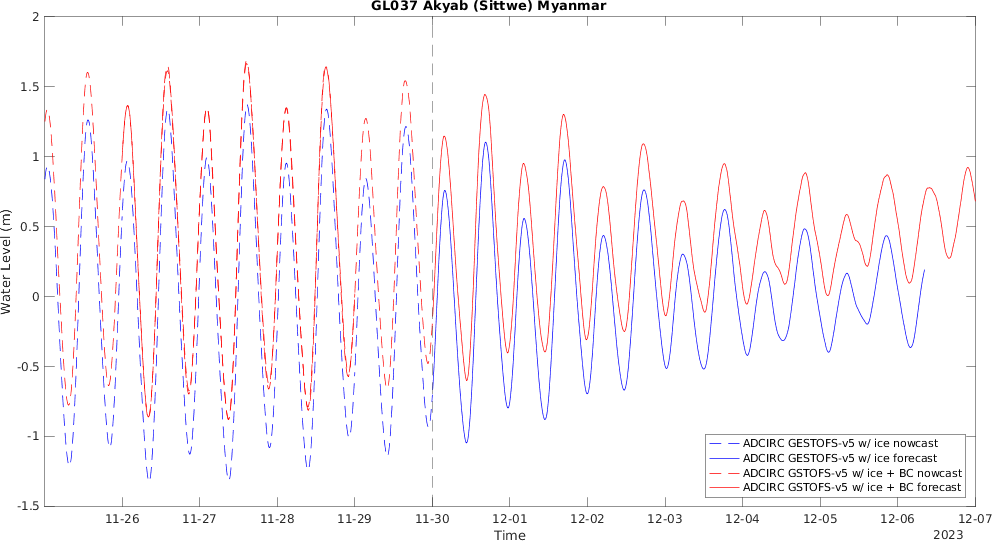 GL037 Akyab (Sittwe) Myanmar
2
1.5
1
0.5
0
-0.5
-1
-1.5
Water Level (m)
11-26 11-27 11-28 11-29 11-30 12-01 12-02 12-03 12-04 12-05 12-06 12-07
Time
2023
ADCIRC GESTOFS-v5 w/ ice nowcast
ADCIRC GESTOFS-v5 w/ ice forecast
ADCIRC GSTOFS-v5 w/ ice + BC nowcast
ADCIRC GSTOFS-v5 w/ ice + BC forecast